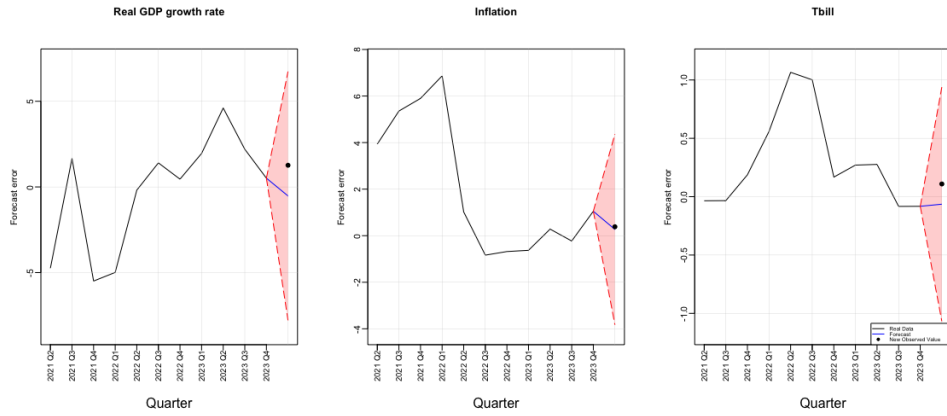 Real GDP growth rate
Forecast error
5
0
-5
2021 Q2
2021 Q3
2021 Q4
2022 Q1
2022 Q2
2022 Q3
2022 Q4
2023 Q1
2023 Q2
2023 Q3
2023 Q4
Quarter
Inflation
Forecast error
8
6
4
2
0
-2
-4
2021 Q2
2021 Q3
2021 Q4
2022 Q1
2022 Q2
2022 Q3
2022 Q4
2023 Q1
2023 Q2
2023 Q3
2023 Q4
Quarter
Tbill
Forecast error
1.0
0.5
0.0
-0.5
-1.0
2021 Q2
2021 Q3
2021 Q4
2022 Q1
2022 Q2
2022 Q3
2022 Q4
2023 Q1
2023 Q2
2023 Q3
2023 Q4
Real Data
Forecast
New Observed Value
Quarter